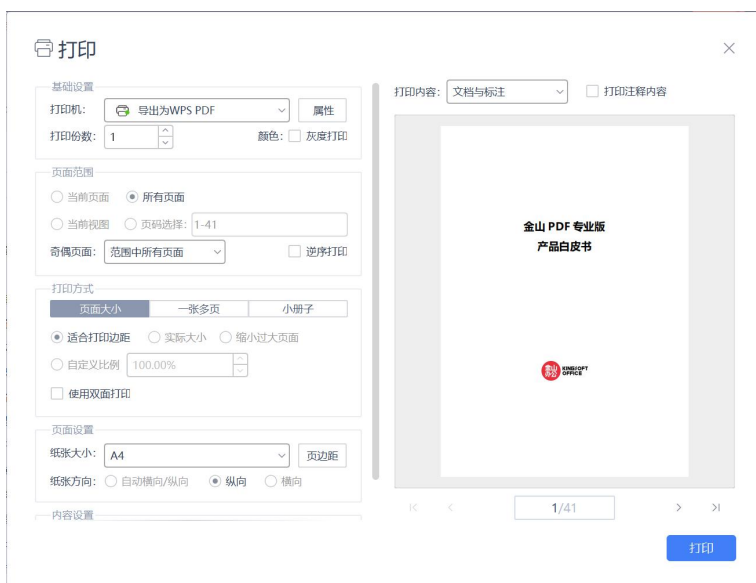 打印
基础设置
打印机: 导出为WPS PDF 属性
打印份数: 1 颜色: 灰度打印
页面范围
当前页面 所有页面
当前视图 页码选择: 1-41
奇偶页面: 范围中所有页面 逆序打印
打印方式
页面大小 一张多页 小册子
适合打印边距 实际大小 缩小过大页面
自定义比例 100.00%
使用双面打印
页面设置
纸张大小: A4 页边距
纸张方向: 自动横向/纵向 纵向 横向
内容设置
打印内容: 文档与标注 打印注释内容
金山 PDF 专业版
产品白皮书
金山办公 KINGSOFT
OFFICE
1/41
打印